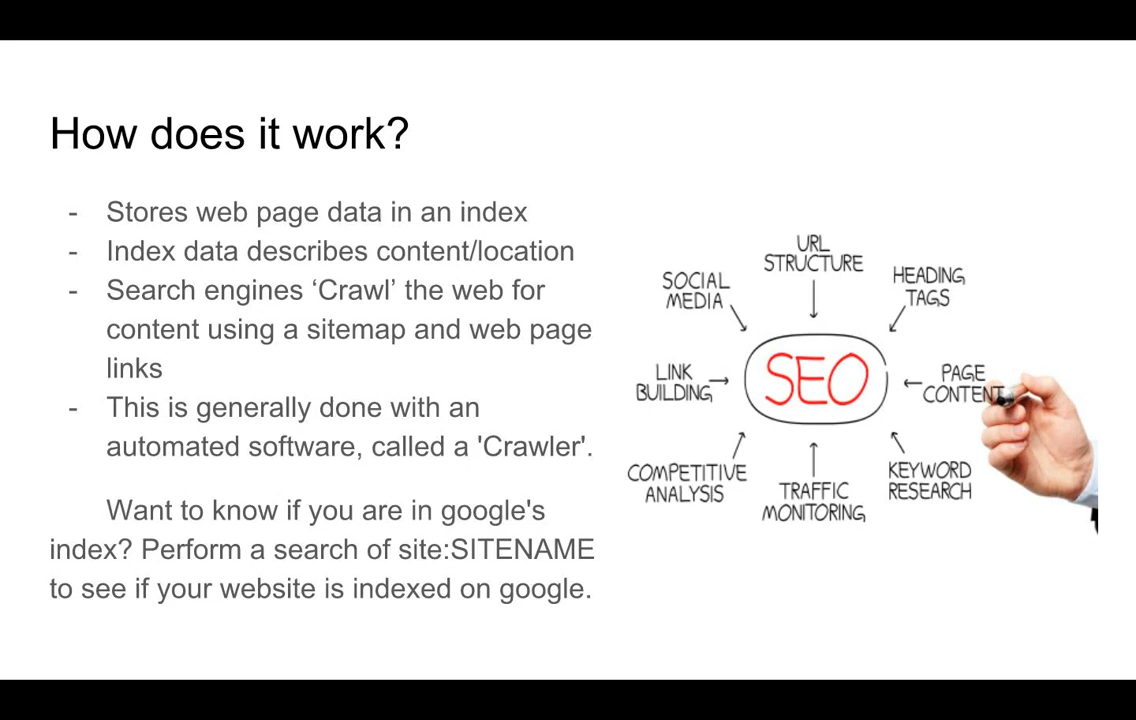 How does it work?
- Stores web page data in an index
- Index data describes content/location
- Search engines ‘Crawl’ the web for
content using a sitemap and web page
links
- This is generally done with an
automated software, called a 'Crawler'.
Want to know if you are in google's
index? Perform a search of site:SITENAME
to see if your website is indexed on google.
URL
STRUCTURE
SOCIAL
MEDIA
HEADING
TAGS
LINK
BUILDING
SEO
PAGE
CONTENT
COMPETITIVE
ANALYSIS
TRAFFIC
MONITORING
KEYWORD
RESEARCH